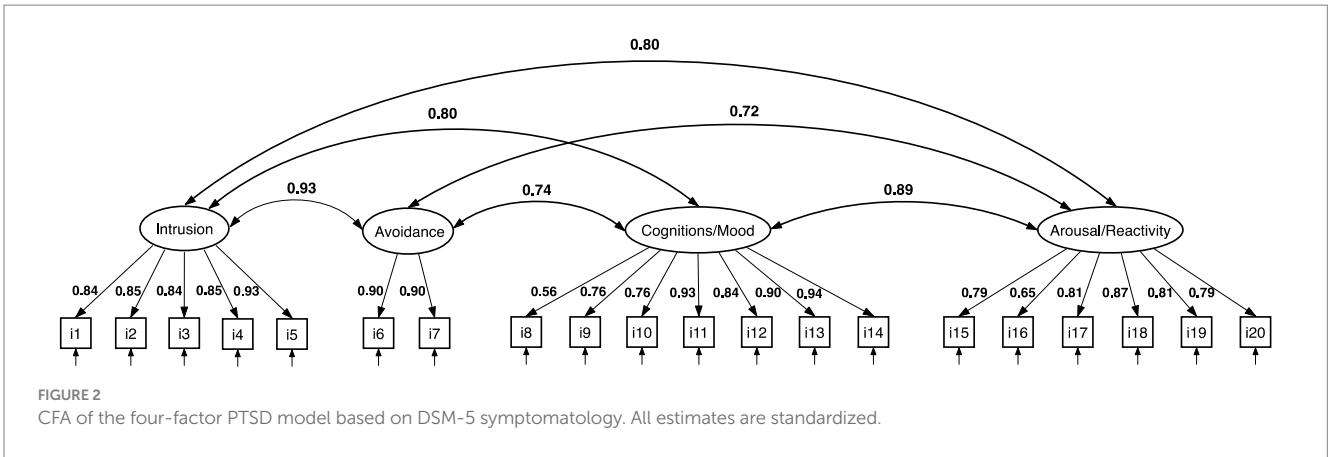 0.80
0.80
0.72
0.93
0.74
0.89
Intrusion
Avoidance
Cognitions/Mood
Arousal/Reactivity
0.84 0.85 0.84 0.85 0.93
0.90 0.90
0.56 0.76 0.76 0.93 0.84 0.90 0.94
0.79 0.65 0.81 0.87 0.81 0.79
i1 i2 i3 i4 i5
i6 i7
i8 i9 i10 i11 i12 i13 i14
i15 i16 i17 i18 i19 i20
FIGURE 2
CFA of the four-factor PTSD model based on DSM-5 symptomatology. All estimates are standardized.